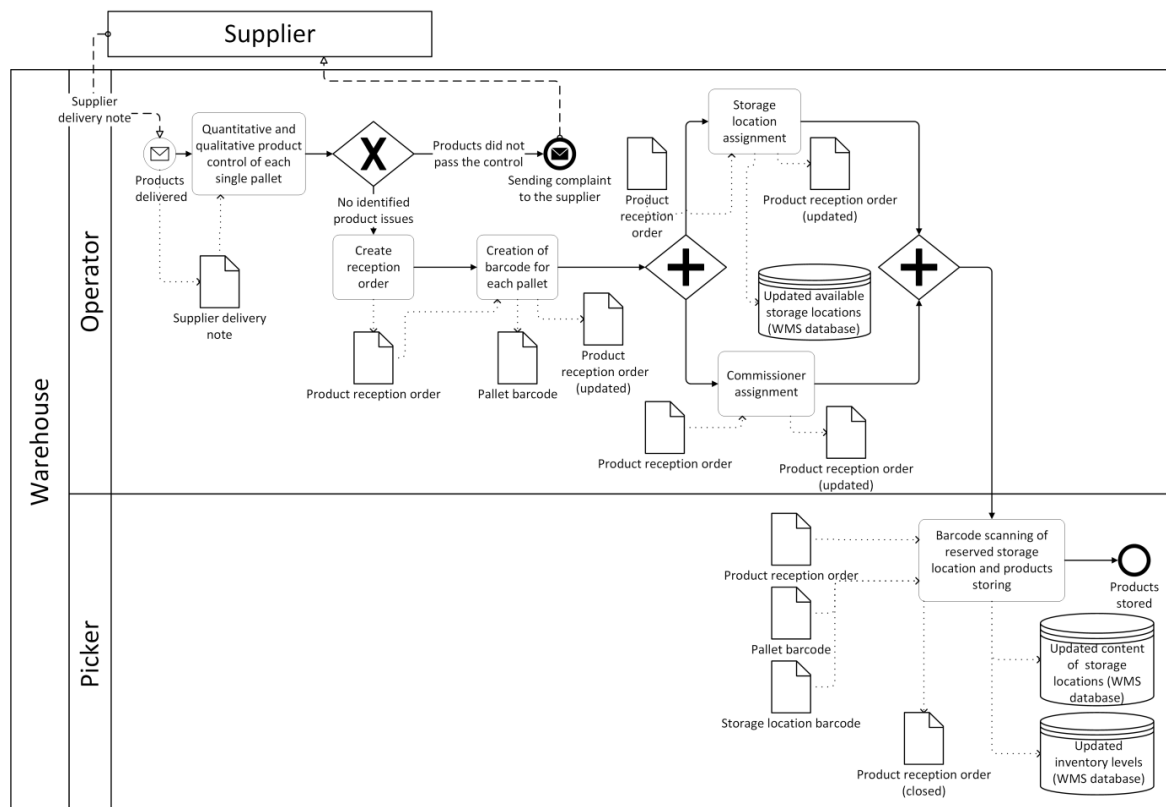 Supplier
Warehouse
Operator
Picker
Supplier
delivery note
Products
delivered
Quantitative and
qualitative product
control of each
single pallet
Supplier delivery
note
X
Products did not
pass the control
Sending complaint
to the supplier
No identified
product issues
Create
reception
order
Product reception order
Creation of
barcode for
each pallet
Pallet barcode
Product
reception order
(updated)
Storage
location
assignment
Product
reception
order
Product reception order
(updated)
Updated available
storage locations
(WMS database)
Commissioner
assignment
Product reception order
Product reception order
(updated)
Barcode scanning of
reserved storage
location and products
storing
Products
stored
Product reception order
Pallet barcode
Storage location barcode
Product reception order
(closed)
Updated content
of storage
locations (WMS
database)
Updated
inventory levels
(WMS database)